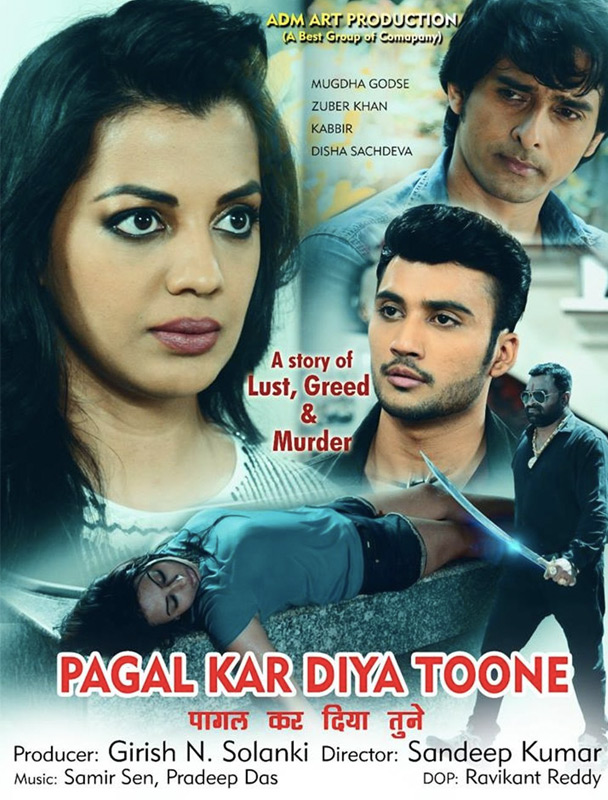 ADM ART PRODUCTION
(A Best Group of Comapany)
MUGDHA GODSE
ZUBER KHAN
KABBIR
DISHA SACHDEVA
A story of
Lust, Greed
&
Murder
PAGAL KAR DIYA TOONE
पागल कर दिया तुने
Producer: Girish N. Solanki Director: Sandeep Kumar
Music: Samir Sen, Pradeep Das DOP: Ravikant Reddy